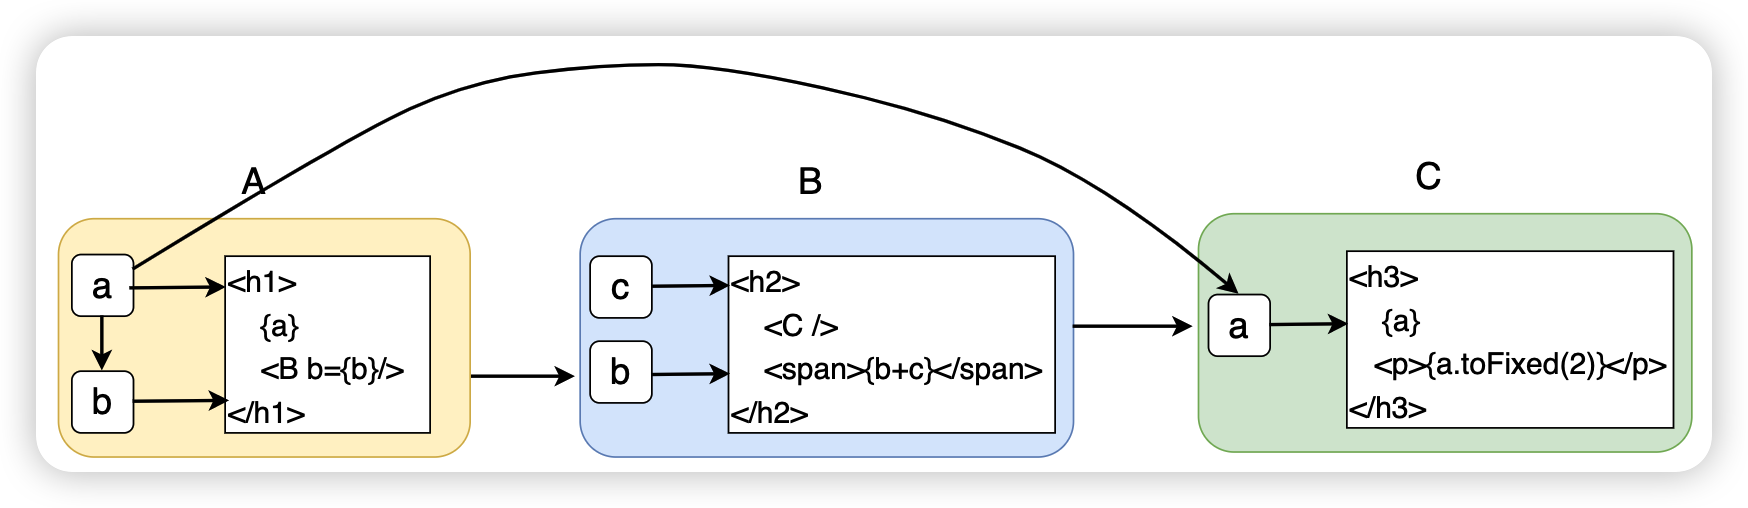 A
a
b
<h1>
{a}
<B b={b}/>
</h1>
B
c
b
<h2>
<C />
<span>{b+c}</span>
</h2>
C
a
<h3>
{a}
<p>{a.toFixed(2)}</p>
</h3>